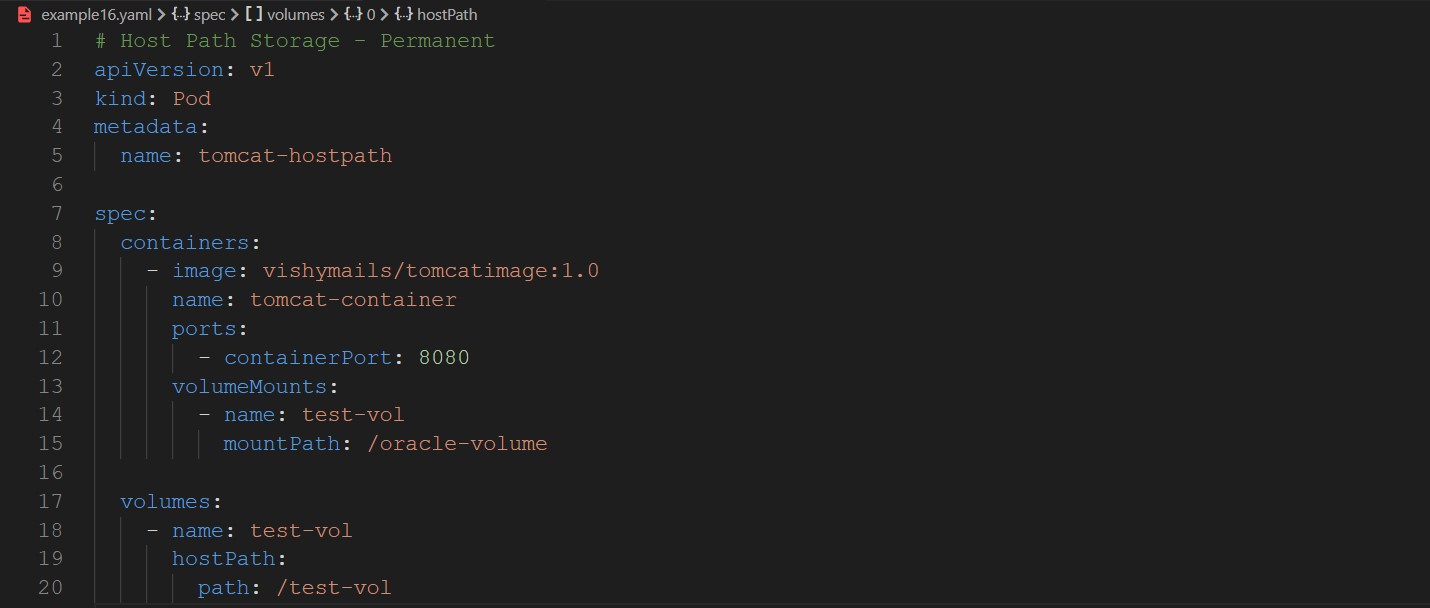 example16.yaml > {..} spec > [ ] volumes > {..} 0 > {..} hostPath
1 # Host Path Storage - Permanent
2 apiVersion: v1
3 kind: Pod
4 metadata:
5   name: tomcat-hostpath
6
7 spec:
8   containers:
9     - image: vishymails/tomcatimage:1.0
10       name: tomcat-container
11       ports:
12         - containerPort: 8080
13       volumeMounts:
14         - name: test-vol
15           mountPath: /oracle-volume
16
17   volumes:
18     - name: test-vol
19       hostPath:
20         path: /test-vol